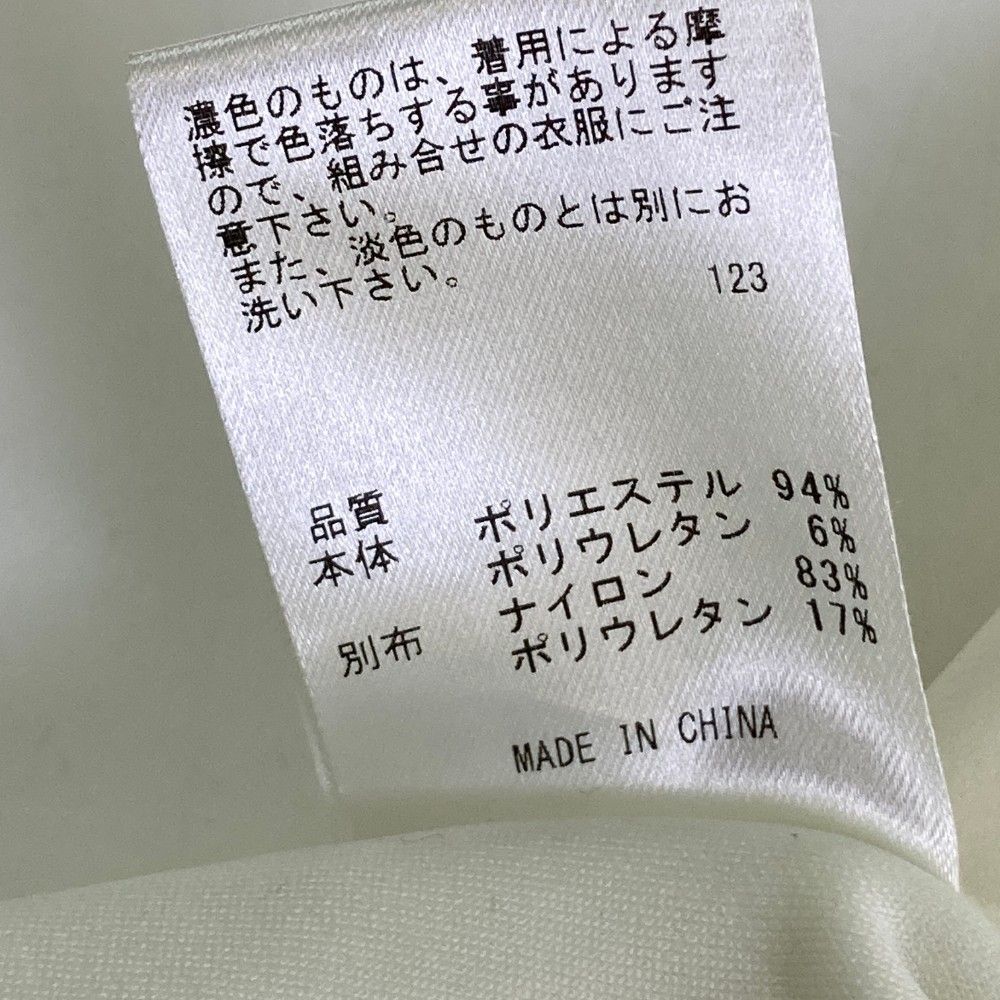 濃色のものは、着用による摩
擦で色落ちする事があります
ので、組み合せの衣服にご注
意下さい。
また、淡色のものとは別にお
洗い下さい。
123
品質
本体 ポリエステル 94%
ポリウレタン 6%
ナイロン 83%
別布 ポリウレタン 17%
MADE IN CHINA